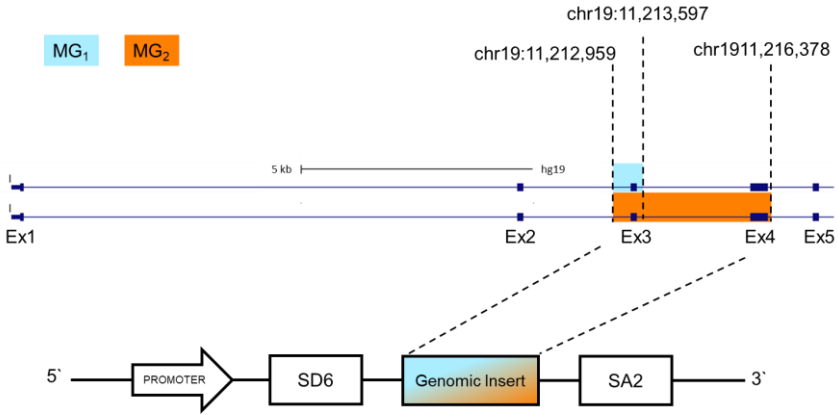 chr19:11,213,597
MG₁ MG₂
chr19:11,212,959 chr1911,216,378
5 kb hg19
Ex1 Ex2 Ex3 Ex4 Ex5
5` PROMOTER SD6 Genomic Insert SA2 3`